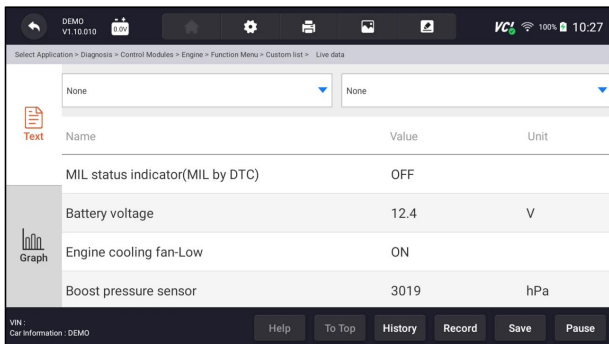 DEMO
V1.10.010
0.0V
VCI 100% 10:27
Select Application > Diagnosis > Control Modules > Engine > Function Menu > Custom list > Live data
None None
Text
Name Value Unit
MIL status indicator(MIL by DTC) OFF
Battery voltage 12.4 V
Graph
Engine cooling fan-Low ON
Boost pressure sensor 3019 hPa
VIN :
Car Information : DEMO
Help To Top History Record Save Pause